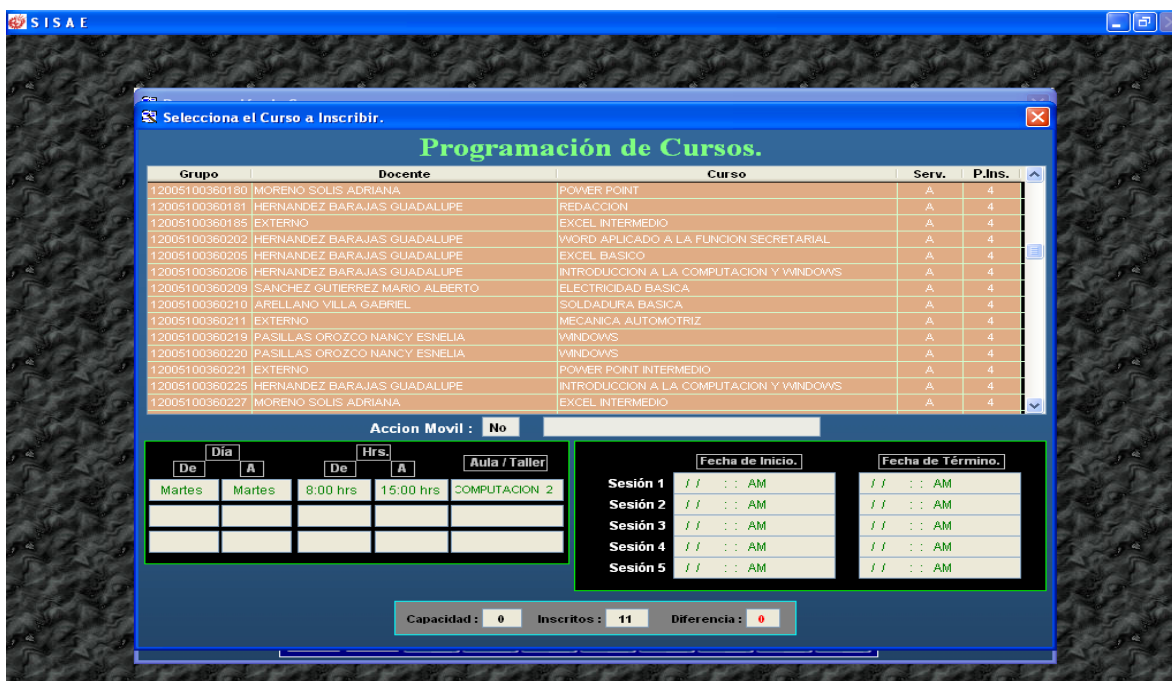 S I S A E
Selecciona el Curso a Inscribir.
Programación de Cursos.
Grupo Docente Curso Serv. P.Ins.
12005100360180 MORENO SOLIS ADRIANA POWER POINT A 4
12005100360181 HERNANDEZ BARAJAS GUADALUPE REDACCION A 4
12005100360185 EXTERNO EXCEL INTERMEDIO A 4
12005100360202 HERNANDEZ BARAJAS GUADALUPE WORD APLICADO A LA FUNCION SECRETARIAL A 4
12005100360205 HERNANDEZ BARAJAS GUADALUPE EXCEL BASICO A 4
12005100360206 HERNANDEZ BARAJAS GUADALUPE INTRODUCCION A LA COMPUTACION Y WINDOWS A 4
12005100360209 SANCHEZ GUTIERREZ MARIO ALBERTO ELECTRICIDAD BASICA A 4
12005100360210 ARELLANO VILLA GABRIEL SOLDADURA BASICA A 4
12005100360211 EXTERNO MECANICA AUTOMOTRIZ A 4
12005100360219 PASILLAS OROZCO NANCY ESNELIA WINDOWS A 4
12005100360220 PASILLAS OROZCO NANCY ESNELIA WINDOWS A 4
12005100360221 EXTERNO POWER POINT INTERMEDIO A 4
12005100360225 HERNANDEZ BARAJAS GUADALUPE INTRODUCCION A LA COMPUTACION Y WINDOWS A 4
12005100360227 MORENO SOLIS ADRIANA EXCEL INTERMEDIO A 4
Accion Movil : No
Día Hrs. Aula / Taller
De A De A
Martes Martes 8:00 hrs 15:00 hrs COMPUTACION 2
Fecha de Inicio. Fecha de Término.
Sesión 1 / / : : AM / / : : AM
Sesión 2 / / : : AM / / : : AM
Sesión 3 / / : : AM / / : : AM
Sesión 4 / / : : AM / / : : AM
Sesión 5 / / : : AM / / : : AM
Capacidad : 0 Inscritos : 11 Diferencia : 0